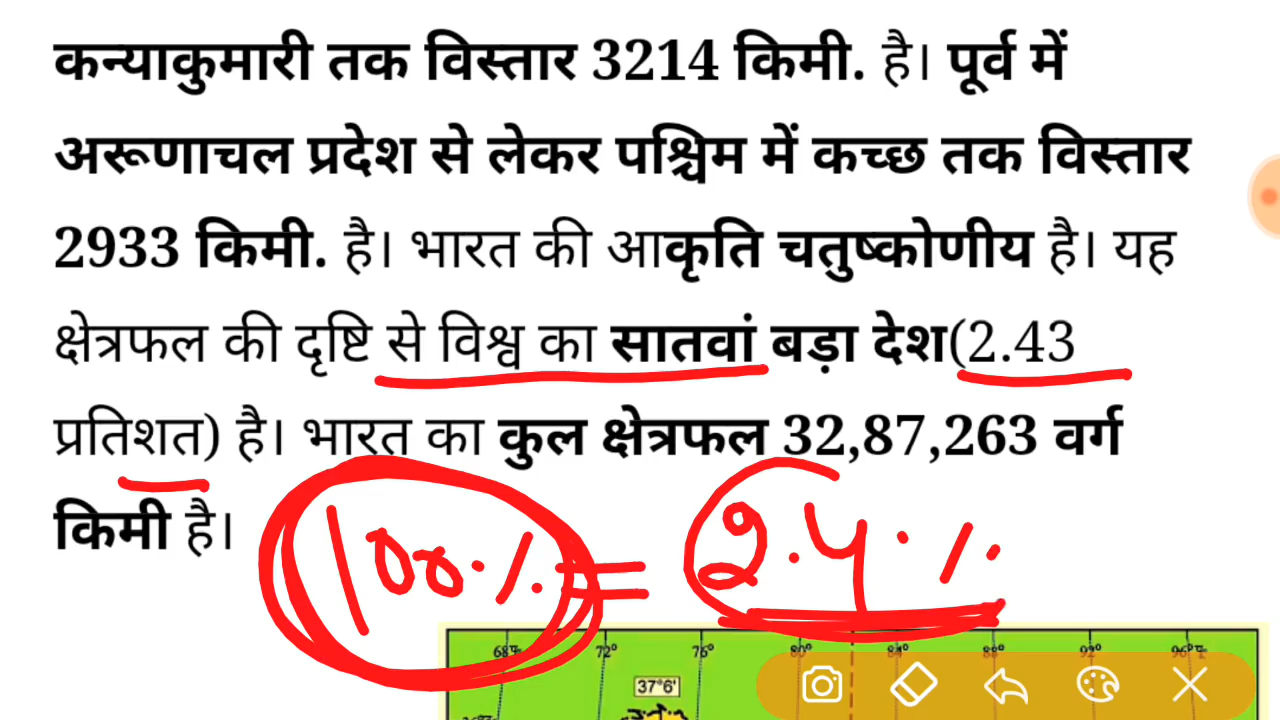 कन्याकुमारी तक विस्तार 3214 किमी. है। पूर्व में
अरूणाचल प्रदेश से लेकर पश्चिम में कच्छ तक विस्तार
2933 किमी. है। भारत की आकृति चतुष्कोणीय है। यह
क्षेत्रफल की दृष्टि से विश्व का सातवां बड़ा देश(2.43
प्रतिशत) है। भारत का कुल क्षेत्रफल 32,87,263 वर्ग
किमी है।
100% = 2.4%
68° 72° 76° 80° 84° 88° 92° 96°
37°6'